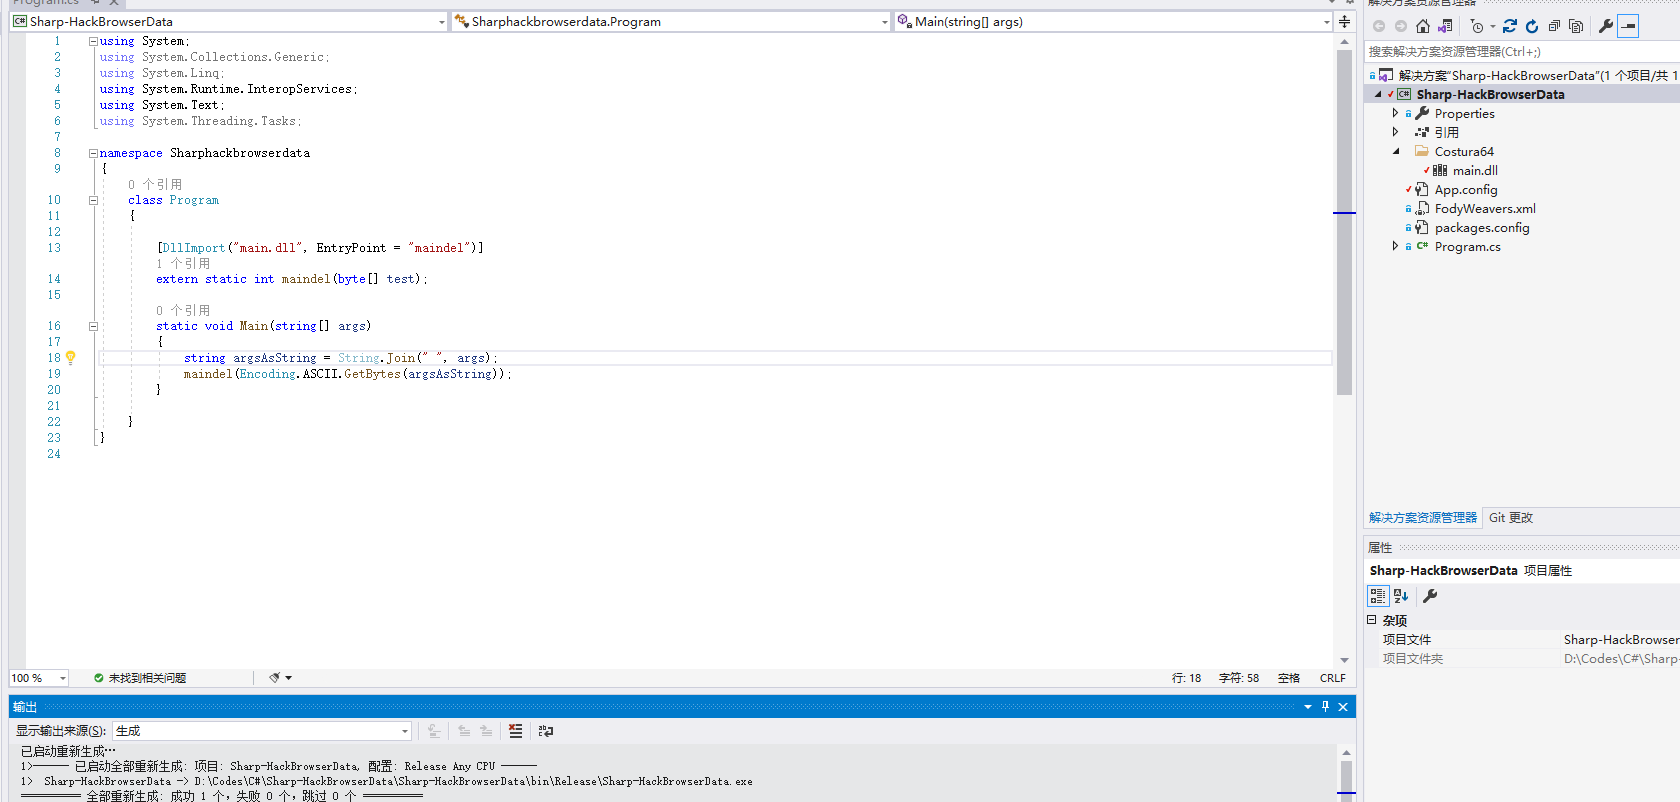 Program.cs
Sharp-HackBrowserData
Sharphackbrowserdata.Program
Main(string[] args)
1 using System;
2 using System.Collections.Generic;
3 using System.Linq;
4 using System.Runtime.InteropServices;
5 using System.Text;
6 using System.Threading.Tasks;
7
8 namespace Sharphackbrowserdata
9 {
0 个引用
10 class Program
11 {
12
13 [DllImport("main.dll", EntryPoint = "maindel")]
1 个引用
14 extern static int maindel(byte[] test);
15
0 个引用
16 static void Main(string[] args)
17 {
18 string argsAsString = String.Join(" ", args);
19 maindel(Encoding.ASCII.GetBytes(argsAsString));
20 }
21
22 }
23 }
24
100 %
未找到相关问题
行: 18
字符: 58
空格
CRLF
输出
显示输出来源(S): 生成
已启动重新生成…
1>------ 已启动全部重新生成: 项目: Sharp-HackBrowserData, 配置: Release Any CPU ------
1> Sharp-HackBrowserData -> D:\Codes\C#\Sharp-HackBrowserData\Sharp-HackBrowserData\bin\Release\Sharp-HackBrowserData.exe
========== 全部重新生成: 成功 1 个，失败 0 个，跳过 0 个 ==========
解决方案资源管理器
搜索解决方案资源管理器(Ctrl+;)
解决方案"Sharp-HackBrowserData"(1 个项目/共 1
C# Sharp-HackBrowserData
Properties
引用
Costura64
main.dll
App.config
FodyWeavers.xml
packages.config
C# Program.cs
解决方案资源管理器
Git 更改
属性
Sharp-HackBrowserData 项目属性
杂项
项目文件 Sharp-HackBrowser
项目文件夹 D:\Codes\C#\Sharp-